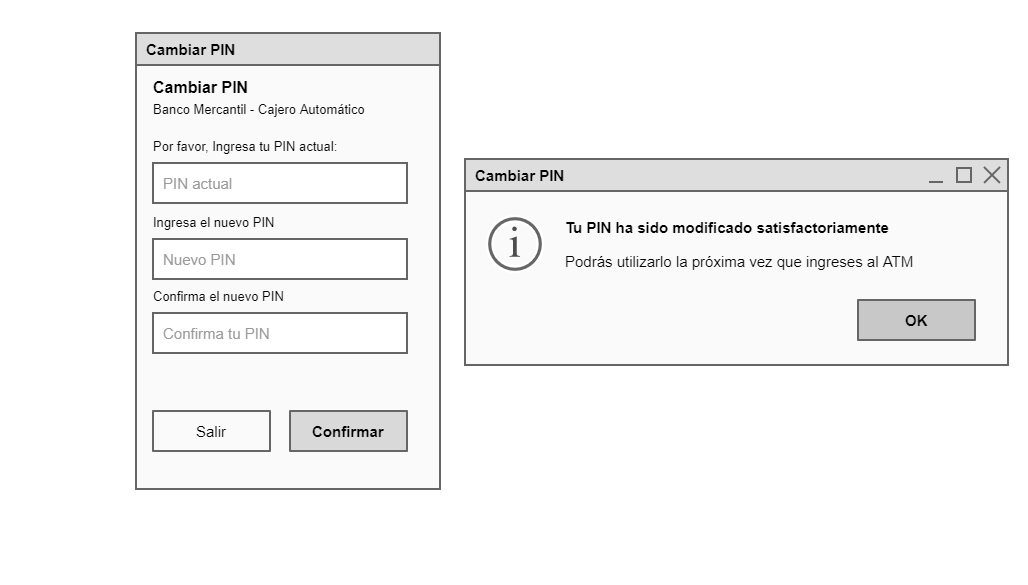 Cambiar PIN
Cambiar PIN
Banco Mercantil - Cajero Automático
Por favor, Ingresa tu PIN actual:
PIN actual
Ingresa el nuevo PIN
Nuevo PIN
Confirma el nuevo PIN
Confirma tu PIN
Salir
Confirmar
Cambiar PIN
i
Tu PIN ha sido modificado satisfactoriamente
Podrás utilizarlo la próxima vez que ingreses al ATM
OK